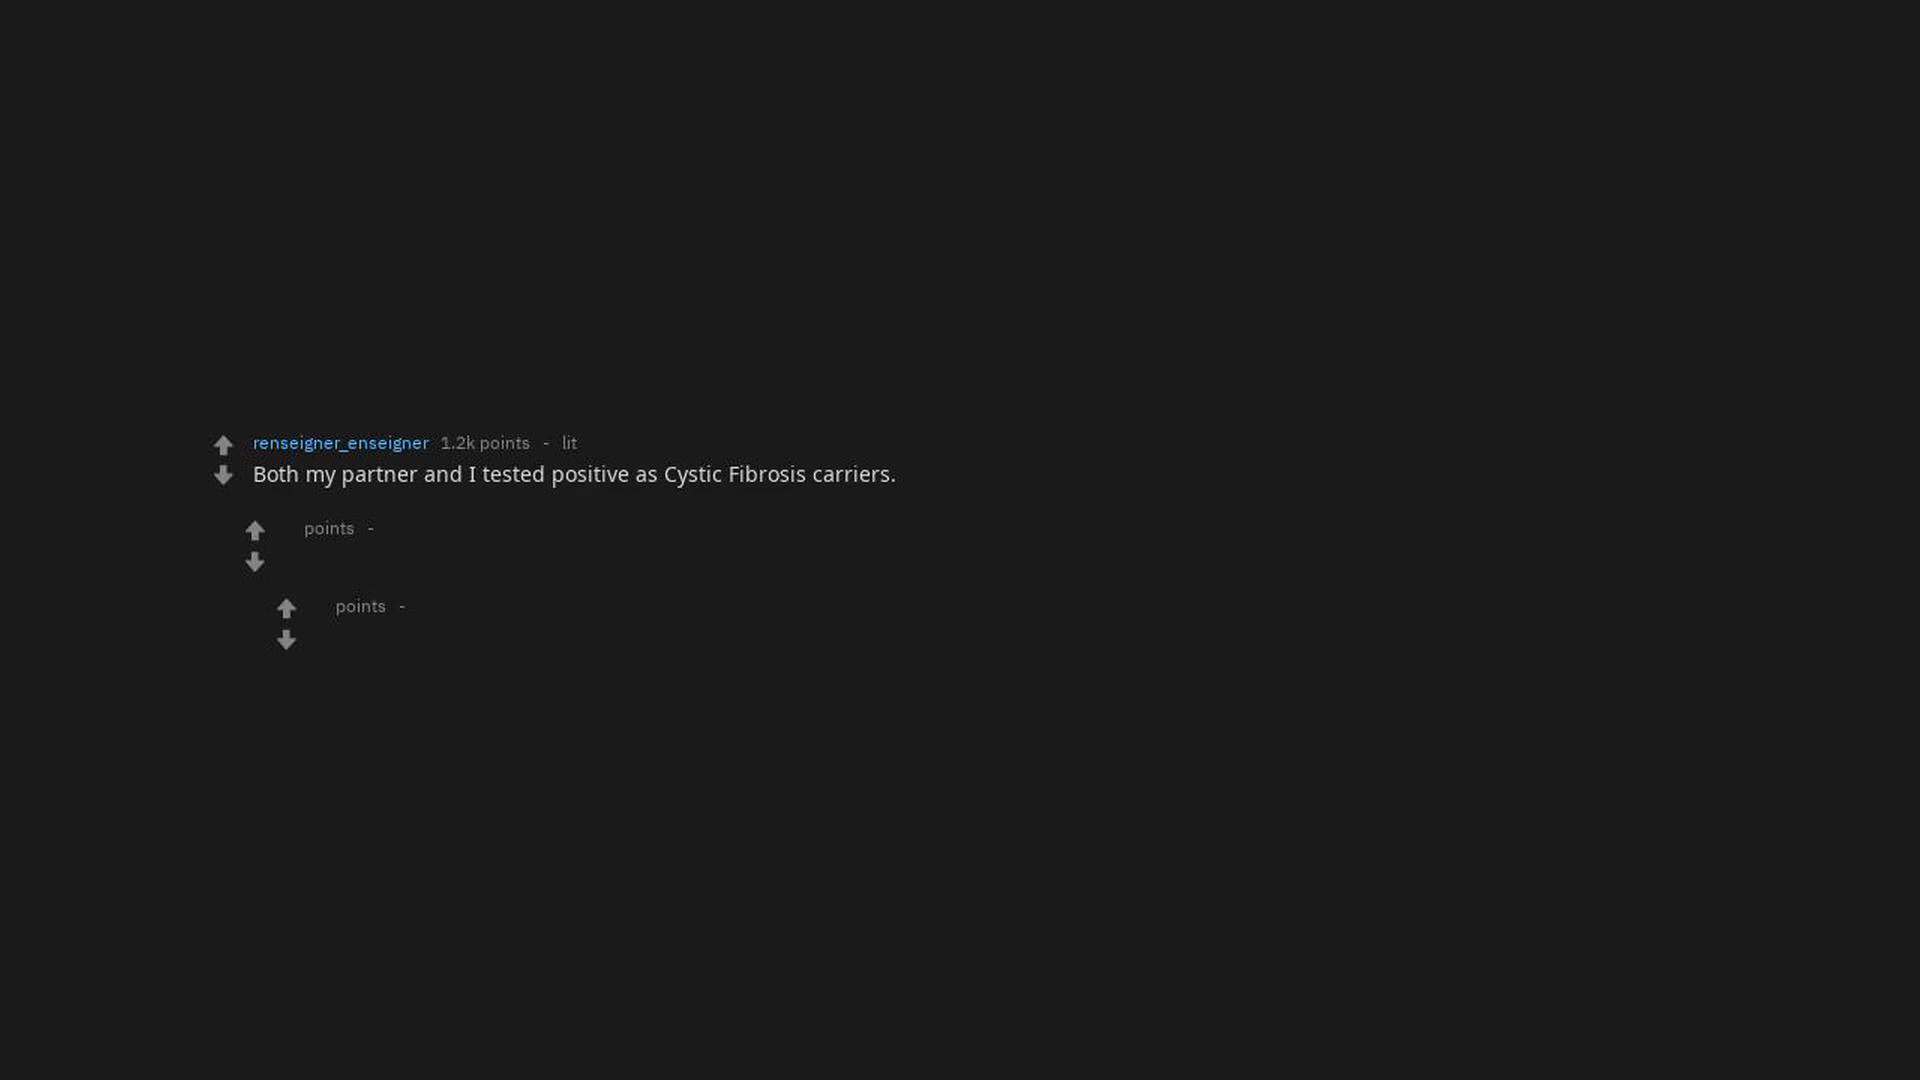 renseigner_enseigner 1.2k points - lit
Both my partner and I tested positive as Cystic Fibrosis carriers.
points -
points -